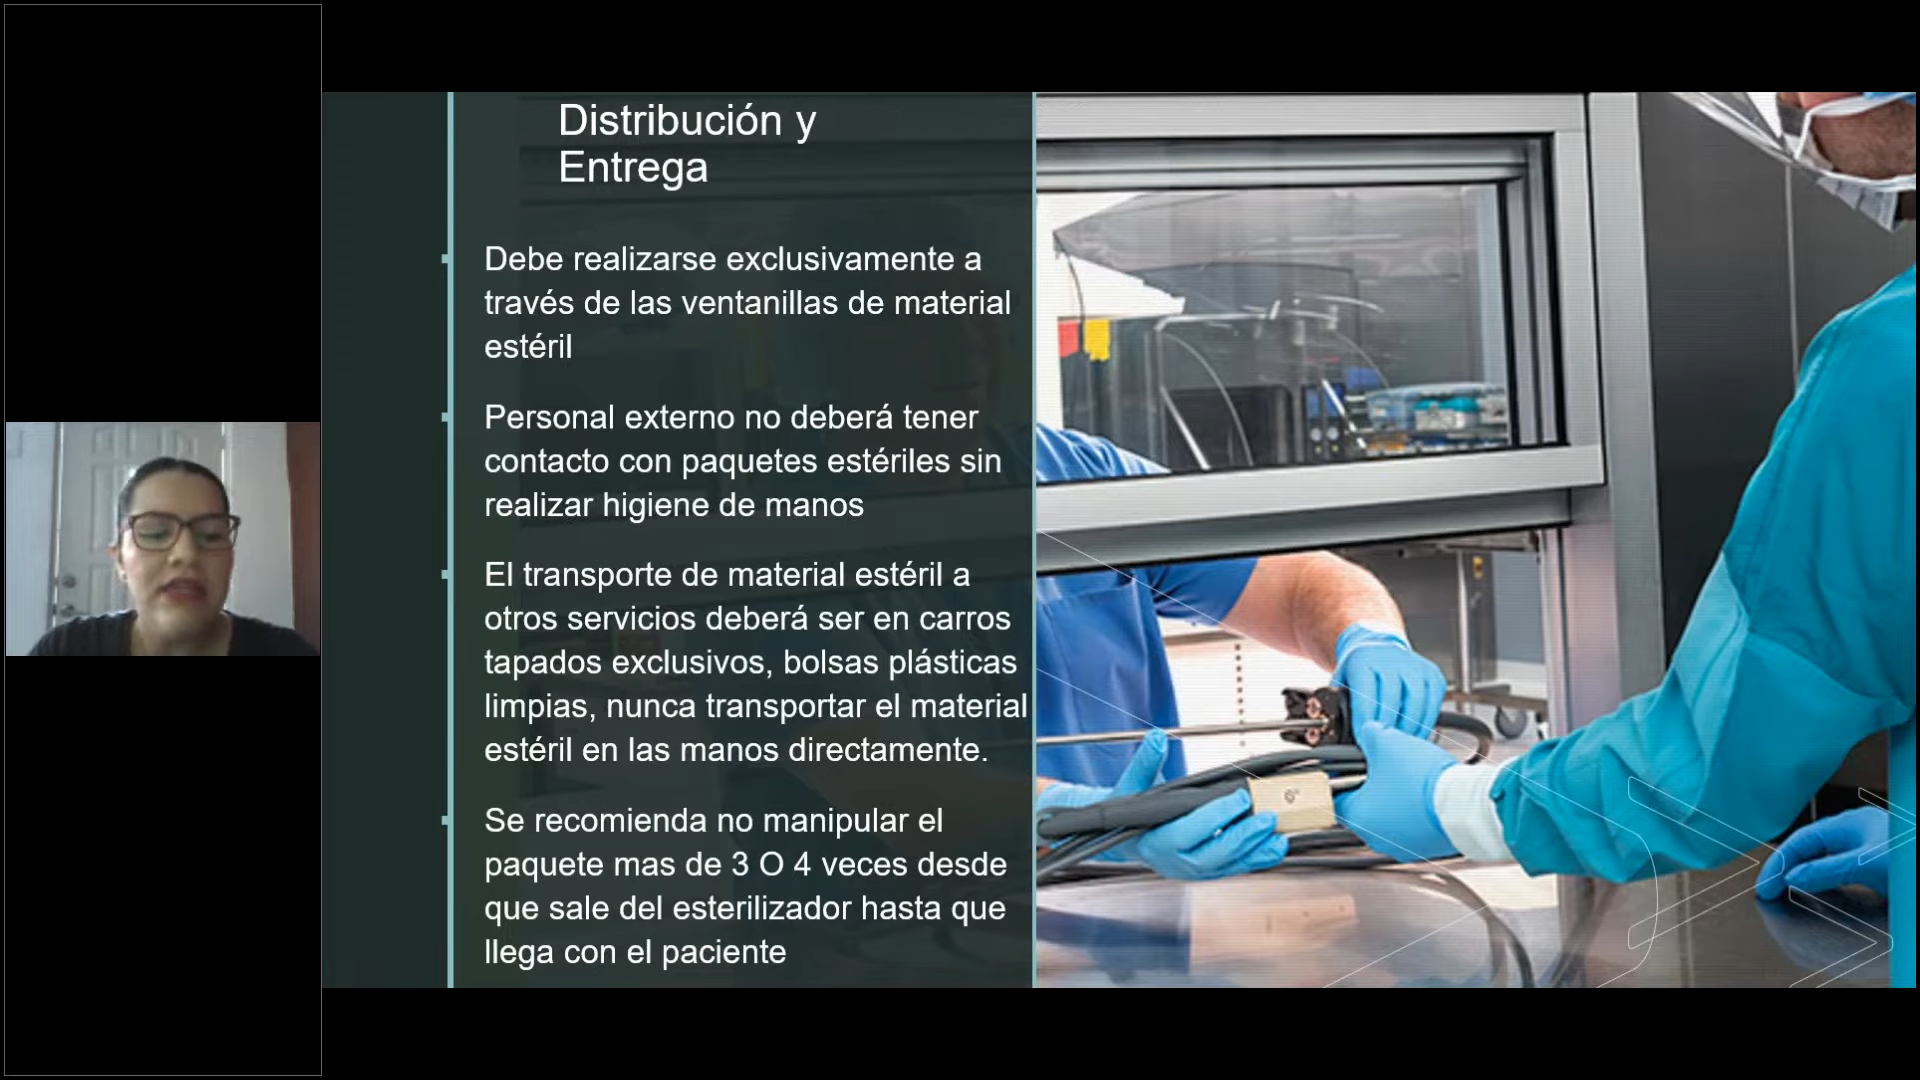 Distribución y
Entrega
Debe realizarse exclusivamente a
través de las ventanillas de material
estéril
Personal externo no deberá tener
contacto con paquetes estériles sin
realizar higiene de manos
El transporte de material estéril a
otros servicios deberá ser en carros
tapados exclusivos, bolsas plásticas
limpias, nunca transportar el material
estéril en las manos directamente.
Se recomienda no manipular el
paquete mas de 3 O 4 veces desde
que sale del esterilizador hasta que
llega con el paciente